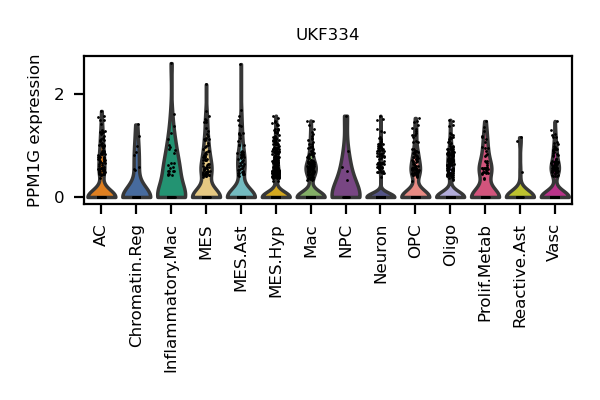 UKF334
PPM1G expression
2
0
AC
Chromatin.Reg
Inflammatory.Mac
MES
MES.Ast
MES.Hyp
Mac
NPC
Neuron
OPC
Oligo
Prolif.Metab
Reactive.Ast
Vasc